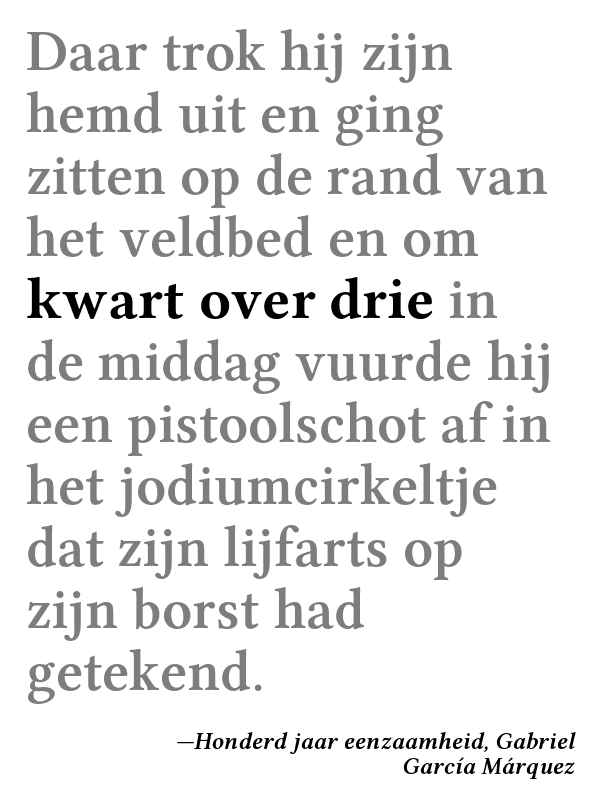 Daar trok hij zijn
hemd uit en ging
zitten op de rand van
het veldbed en om
kwart over drie in
de middag vuurde hij
een pistoolschot af in
het jodiumcirkeltje
dat zijn lijfarts op
zijn borst had
getekend.
—Honderd jaar eenzaamheid, Gabriel
García Márquez